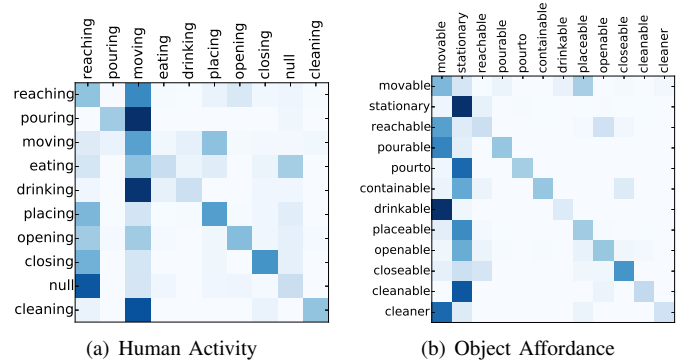 reaching
pouring
moving
eating
drinking
placing
opening
closing
null
cleaning
reaching
pouring
moving
eating
drinking
placing
opening
closing
null
cleaning
(a) Human Activity
movable
stationary
reachable
pourable
pourto
containable
drinkable
placeable
openable
closeable
cleanable
cleaner
movable
stationary
reachable
pourable
pourto
containable
drinkable
placeable
openable
closeable
cleanable
cleaner
(b) Object Affordance